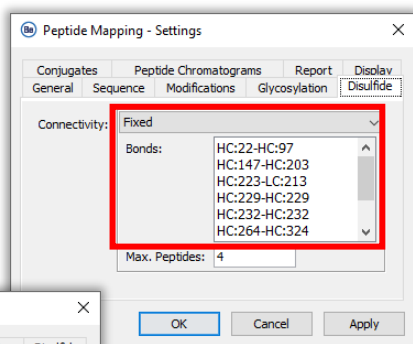 Be Peptide Mapping - Settings
Conjugates Peptide Chromatograms Report Display
General Sequence Modifications Glycosylation Disulfide
Connectivity: Fixed
Bonds: HC:22-HC:97
HC:147-HC:203
HC:223-LC:213
HC:229-HC:229
HC:232-HC:232
HC:264-HC:324
Max. Peptides: 4
OK Cancel Apply